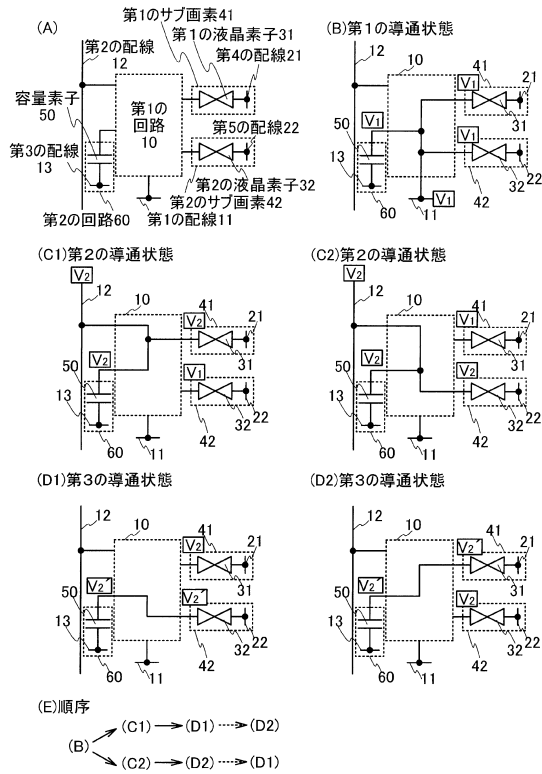 (A)
第2の配線
12
第1のサブ画素41
第1の液晶素子31
第4の配線21
容量素子
50
第1の
回路
10
第3の配線
13
第5の配線22
第2の液晶素子32
第2のサブ画素42
第1の配線11
第2の回路60
(B)第1の導通状態
12
10
41
21
V1
31
50
V1
V1
13
60
11
V1
42
32
22
(C1)第2の導通状態
V2
12
10
41
21
V2
31
50
V2
V1
13
60
11
42
32
22
(C2)第2の導通状態
V2
12
10
41
21
V1
31
50
V2
V2
13
60
11
42
32
22
(D1)第3の導通状態
12
10
41
21
V2
31
50
V2´
V2´
13
60
11
42
32
22
(D2)第3の導通状態
12
10
41
21
V2´
31
50
V2´
V2
13
60
11
42
32
22
(E)順序
(B)
(C1)→(D1)⇢(D2)
(C2)→(D2)⇢(D1)